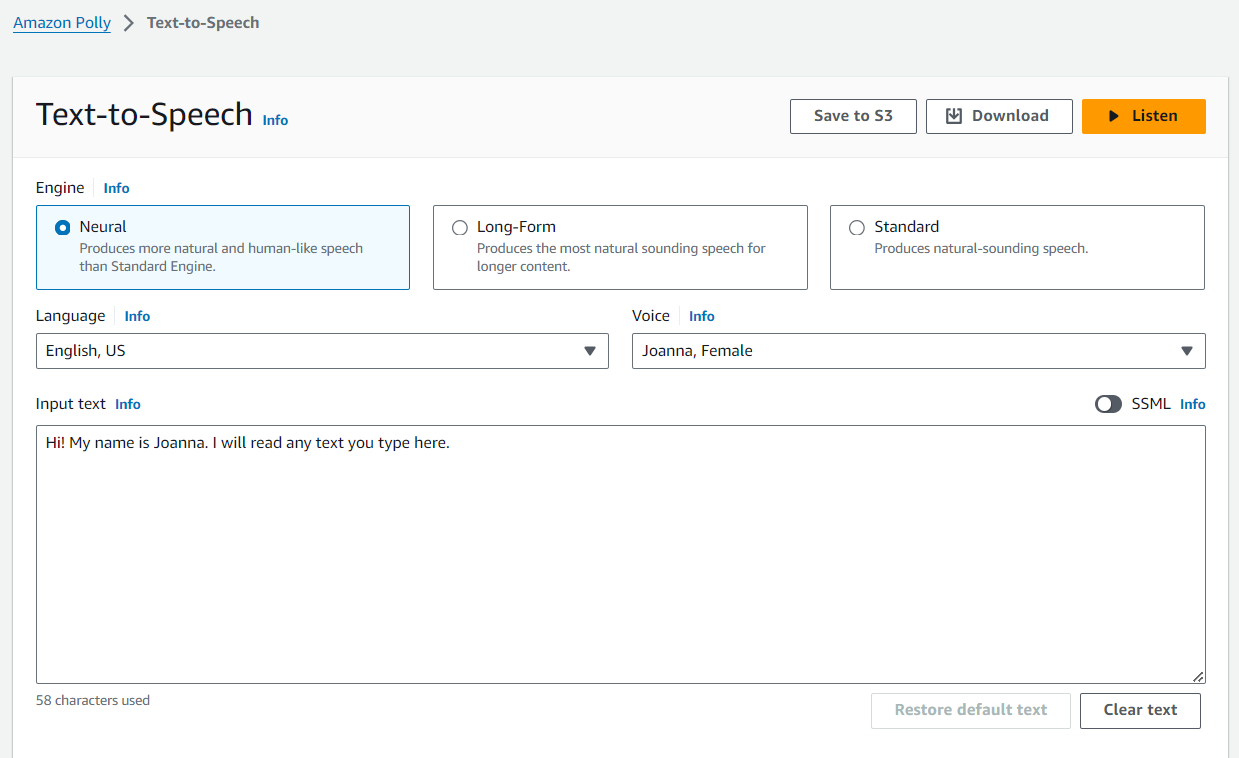 Amazon Polly > Text-to-Speech
Text-to-Speech Info
Save to S3 Download Listen
Engine Info
Neural
Produces more natural and human-like speech
than Standard Engine.
Long-Form
Produces the most natural sounding speech for
longer content.
Standard
Produces natural-sounding speech.
Language Info
English, US
Voice Info
Joanna, Female
Input text Info
SSML Info
Hi! My name is Joanna. I will read any text you type here.
58 characters used
Restore default text Clear text